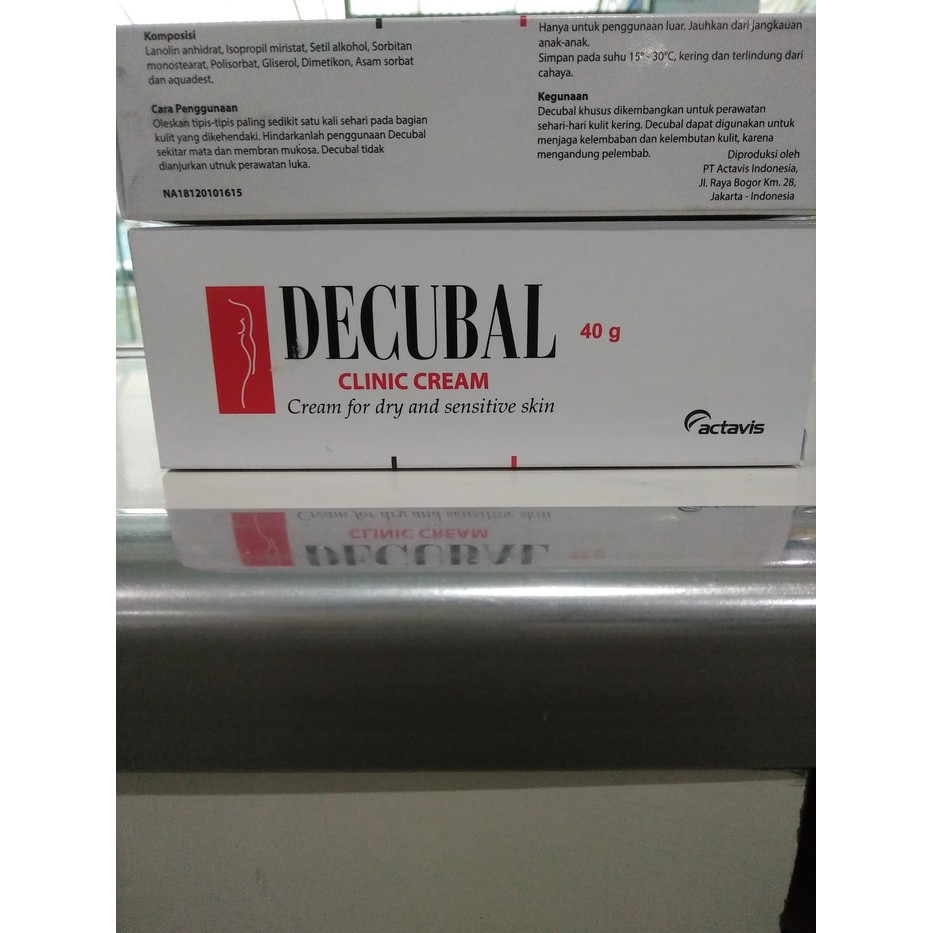 Komposisi
Lanolin anhidrat, Isopropil miristat, Setil alkohol, Sorbitan
monostearat, Polisorbat, Gliserol, Dimetikon, Asam sorbat
dan aquadest.
Cara Penggunaan
Oleskan tipis-tipis paling sedikit satu kali sehari pada bagian
kulit yang dikehendaki. Hindarkanlah penggunaan Decubal
sekitar mata dan membran mukosa. Decubal tidak
dianjurkan utnuk perawatan luka.
NA18120101615
Hanya untuk penggunaan luar. Jauhkan dari jangkauan
anak-anak.
Simpan pada suhu 15°-30°C, kering dan terlindung dari
cahaya.
Kegunaan
Decubal khusus dikembangkan untuk perawatan
sehari-hari kulit kering. Decubal dapat digunakan untuk
menjaga kelembaban dan kelembutan kulit, karena
mengandung pelembab.
Diproduksi oleh
PT Actavis Indonesia,
Jl. Raya Bogor Km. 28,
Jakarta - Indonesia
DECUBAL
40 g
CLINIC CREAM
Cream for dry and sensitive skin
actavis